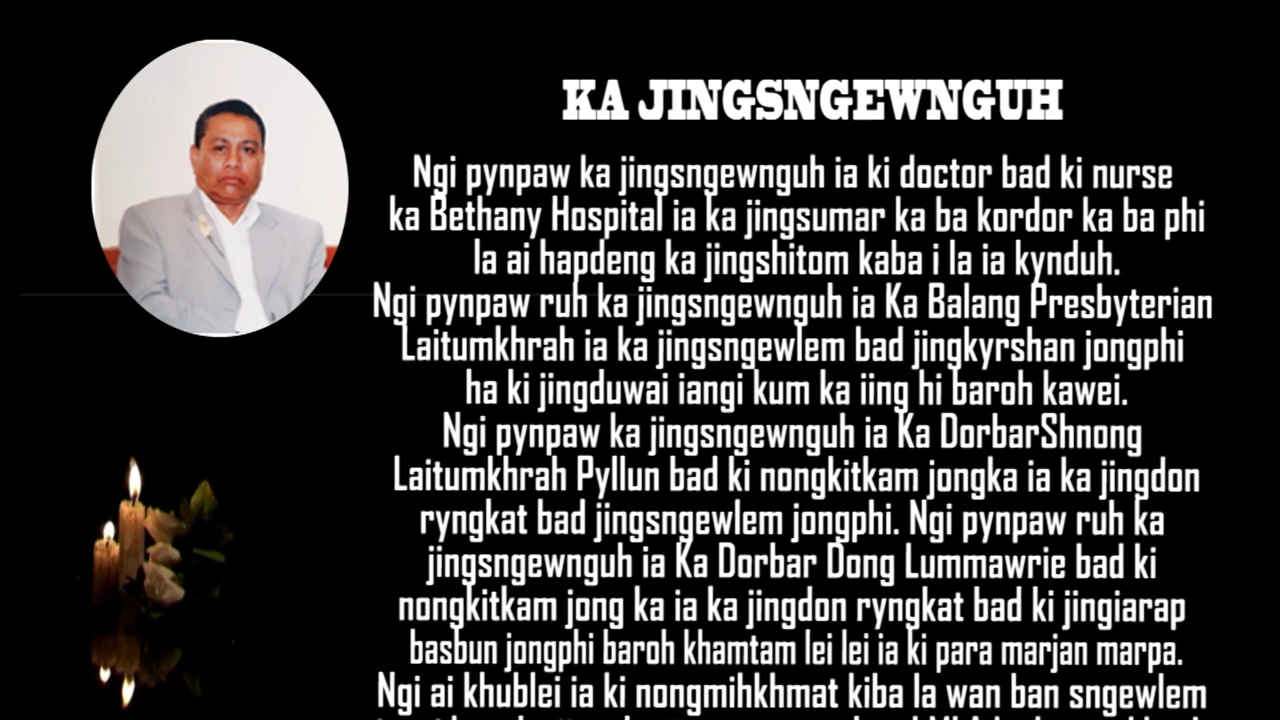 KA JINGSNGEWNGUH
Ngi pynpaw ka jingsngewnguh ia ki doctor bad ki nurse
ka Bethany Hospital ia ka jingsumar ka ba kordor ka ba phi
la ai hapdeng ka jingshitom kaba i la ia kynduh.
Ngi pynpaw ruh ka jingsngewnguh ia Ka Balang Presbyterian
Laitumkhrah ia ka jingsngewlem bad jingkyrshan jongphi
ha ki jingduwai iangi kum ka iing hi baroh kawei.
Ngi pynpaw ka jingsngewnguh ia Ka DorbarShnong
Laitumkhrah Pyllun bad ki nongkitkam jongka ia ka jingdon
ryngkat bad jingsngewlem jongphi. Ngi pynpaw ruh ka
jingsngewnguh ia Ka Dorbar Dong Lummawrie bad ki
nongkitkam jong ka ia ka jingdon ryngkat bad ki jingiarap
basbun jongphi baroh khamtam lei lei ia ki para marjan marpa.
Ngi ai khublei ia ki nongmihkhmat kiba la wan ban sngewlem